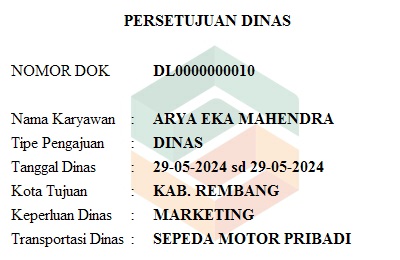 PERSETUJUAN DINAS
NOMOR DOK DL0000000010
Nama Karyawan : ARYA EKA MAHENDRA
Tipe Pengajuan : DINAS
Tanggal Dinas : 29-05-2024 sd 29-05-2024
Kota Tujuan : KAB. REMBANG
Keperluan Dinas : MARKETING
Transportasi Dinas : SEPEDA MOTOR PRIBADI